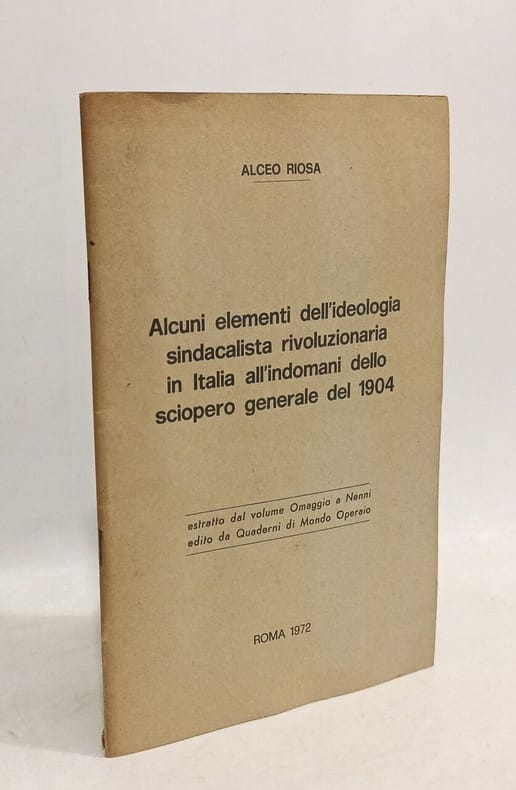 ALCEO RIOSA
Alcuni elementi dell'ideologia
sindacalista rivoluzionaria
in Italia all'indomani dello
sciopero generale del 1904
estratto dal volume Omaggio a Nenni
edito da Quaderni di Mondo Operaio
ROMA 1972